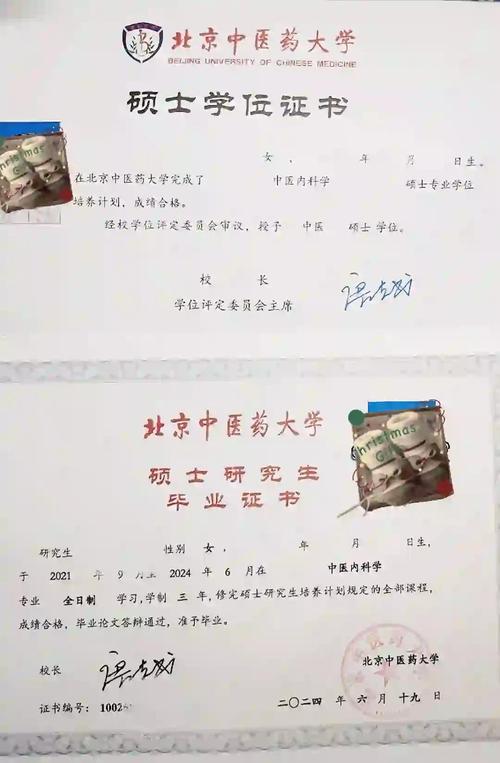 北京中医药大学
BEIJING UNIVERSITY OF CHINESE MEDICINE
硕士学位证书
女、 年 月 日生。
在北京中医药大学完成了 中医内科学 硕士专业学位
培养计划，成绩合格。
经校学位评定委员会审议，授予 中医 硕士学位。
校 长
学位评定委员会主席
Christmas
北京中医药大学
硕士研究生
毕业证书
Christmas
研究生 性别 女， 年 月 日生，
于 2021 年 9 月至 2024 年 6 月在 中医内科学
专业 全日制 学习，学制 三 年，修完硕士研究生培养计划规定的全部课程，
成绩合格，毕业论文答辩通过，准予毕业。
校长 北京中医药大学
证书编号： 1002 二〇二四 年 六 月 十九 日